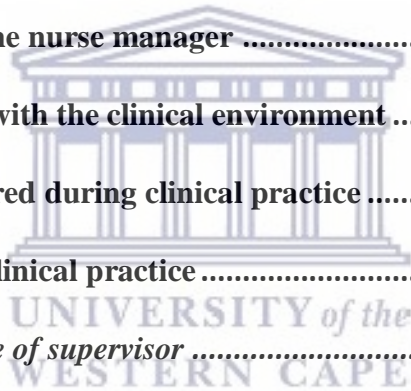 ne nurse manager ....................
with the clinical environment ...
red during clinical practice ......
linical practice ........................
UNIVERSITY of the
e of supervisor .........................
WESTERN CAPE